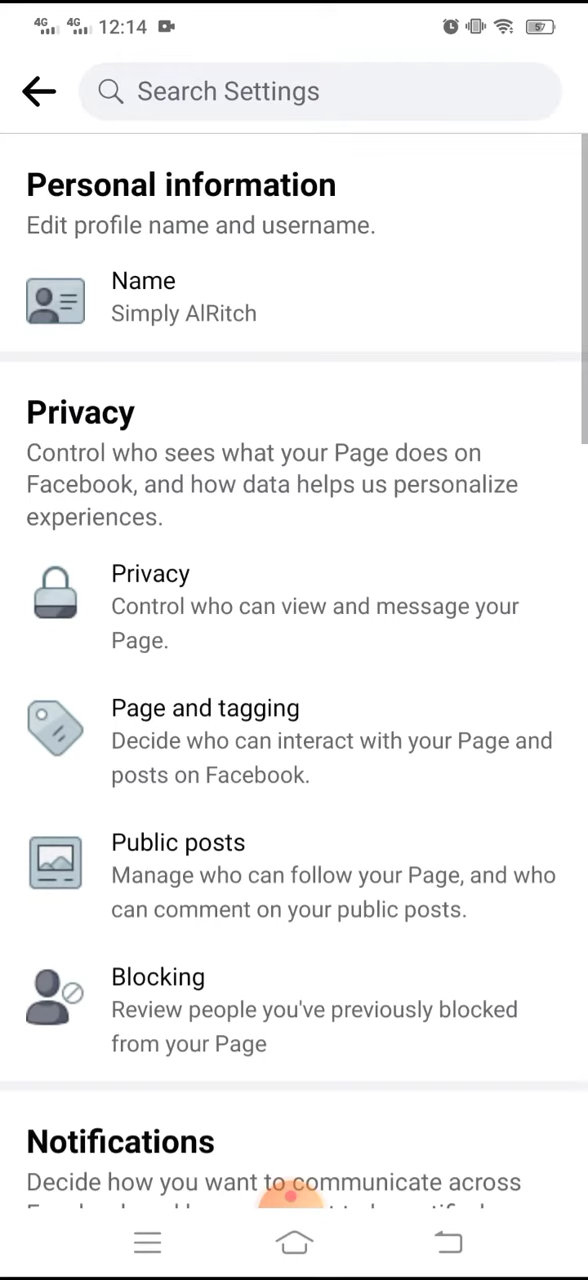 4G 4G 12:14 57
Search Settings
Personal information
Edit profile name and username.
Name
Simply AlRitch
Privacy
Control who sees what your Page does on
Facebook, and how data helps us personalize
experiences.
Privacy
Control who can view and message your
Page.
Page and tagging
Decide who can interact with your Page and
posts on Facebook.
Public posts
Manage who can follow your Page, and who
can comment on your public posts.
Blocking
Review people you've previously blocked
from your Page
Notifications
Decide how you want to communicate across